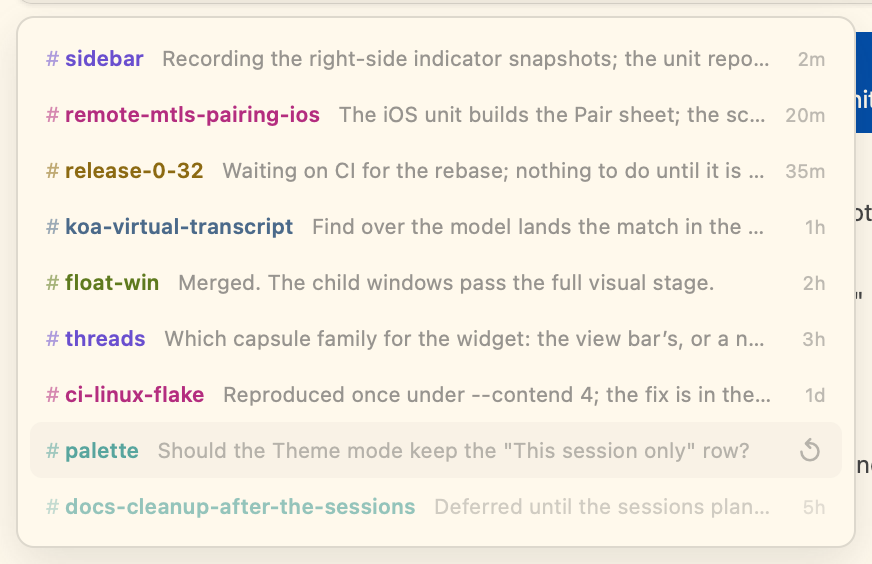 # sidebar Recording the right-side indicator snapshots; the unit repo... 2m
# remote-mtls-pairing-ios The iOS unit builds the Pair sheet; the sc... 20m
# release-0-32 Waiting on CI for the rebase; nothing to do until it is ... 35m
# koa-virtual-transcript Find over the model lands the match in the ... 1h
# float-win Merged. The child windows pass the full visual stage. 2h
# threads Which capsule family for the widget: the view bar’s, or a n... 3h
# ci-linux-flake Reproduced once under --contend 4; the fix is in the... 1d
# palette Should the Theme mode keep the "This session only" row?
# docs-cleanup-after-the-sessions Deferred until the sessions plan... 5h